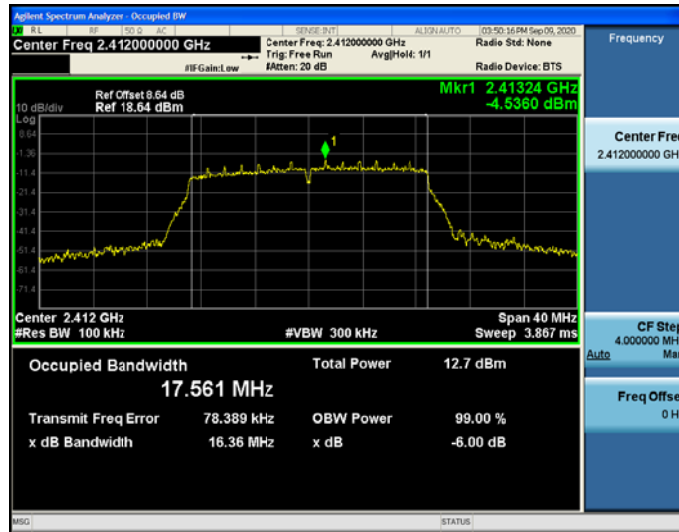 Agilent Spectrum Analyzer - Occupied BW
RL RF 50 Ω AC SENSE:INT ALIGN AUTO 03:50:16 PM Sep 09, 2020
Center Freq 2.412000000 GHz
Center Freq: 2.412000000 GHz
Radio Std: None
Trig: Free Run Avg|Hold: 1/1
#IFGain:Low
#Atten: 20 dB
Radio Device: BTS
Ref Offset 8.64 dB
Mkr1 2.41324 GHz
10 dB/div Ref 18.64 dBm
-4.5360 dBm
Log
8.64
1
-1.36
-11.4
-21.4
-31.4
-41.4
-51.4
-61.4
-71.4
Center 2.412 GHz
Span 40 MHz
#Res BW 100 kHz
#VBW 300 kHz
Sweep 3.867 ms
Occupied Bandwidth
Total Power 12.7 dBm
17.561 MHz
Transmit Freq Error 78.389 kHz
OBW Power 99.00 %
x dB Bandwidth 16.36 MHz
x dB -6.00 dB
MSG
STATUS
Frequency
Center Fre
2.412000000 GH
CF Step
4.000000 MH
Auto Ma
Freq Offse
0 H